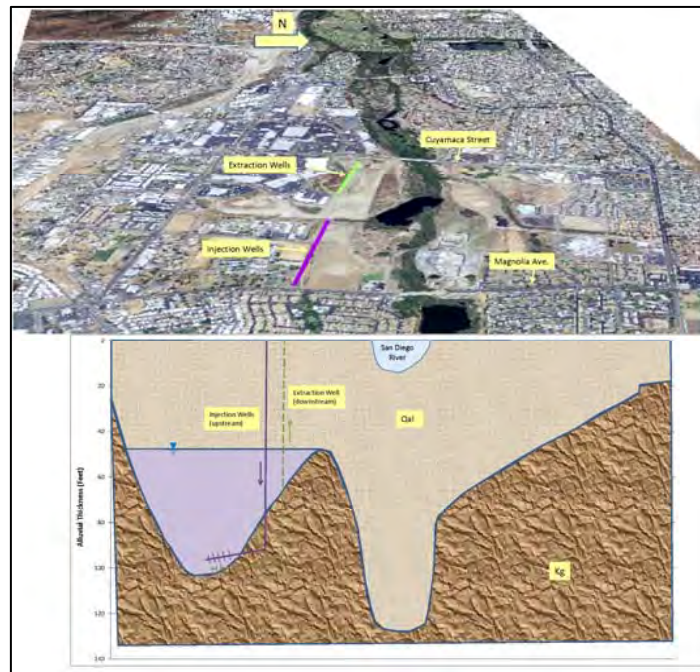 N
Cuyamaca Street
Extraction Wells
Injection Wells
Magnolia Ave.
San Diego
River
Extraction Well
(downstream)
Injection Wells
(upstream)
Qal
Kg
Alluvial Thickness (Feet)
0
20
40
60
80
100
120
140